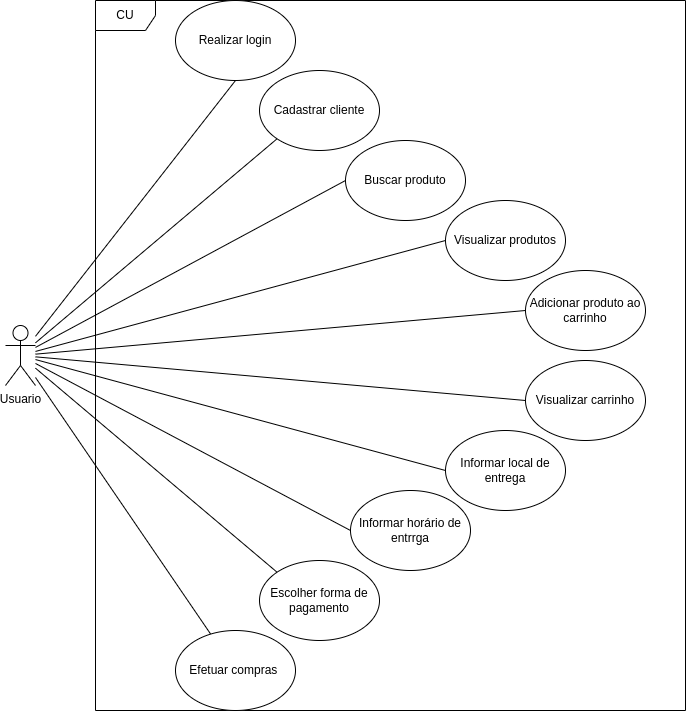 CU
Realizar login
Cadastrar cliente
Buscar produto
Visualizar produtos
Adicionar produto ao
carrinho
Usuario
Visualizar carrinho
Informar local de
entrega
Informar horário de
entrrga
Escolher forma de
pagamento
Efetuar compras